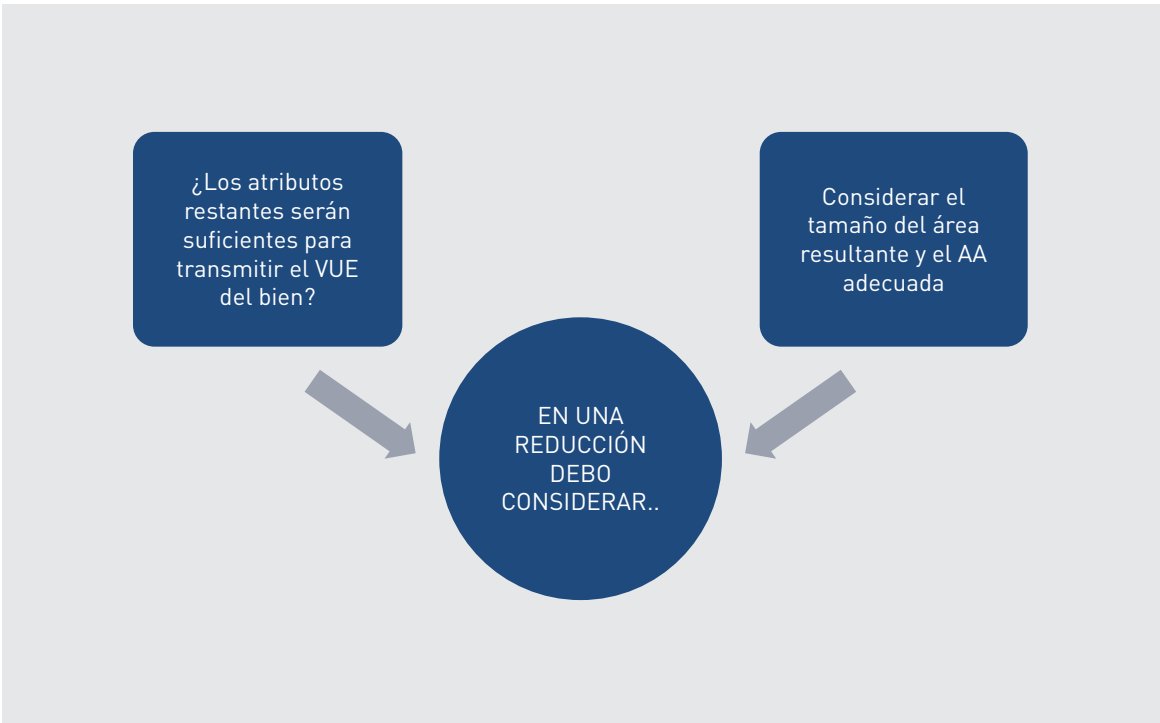 ¿Los atributos
restantes serán
suficientes para
transmitir el VUE
del bien?
Considerar el
tamaño del área
resultante y el AA
adecuada
EN UNA
REDUCCIÓN
DEBO
CONSIDERAR..